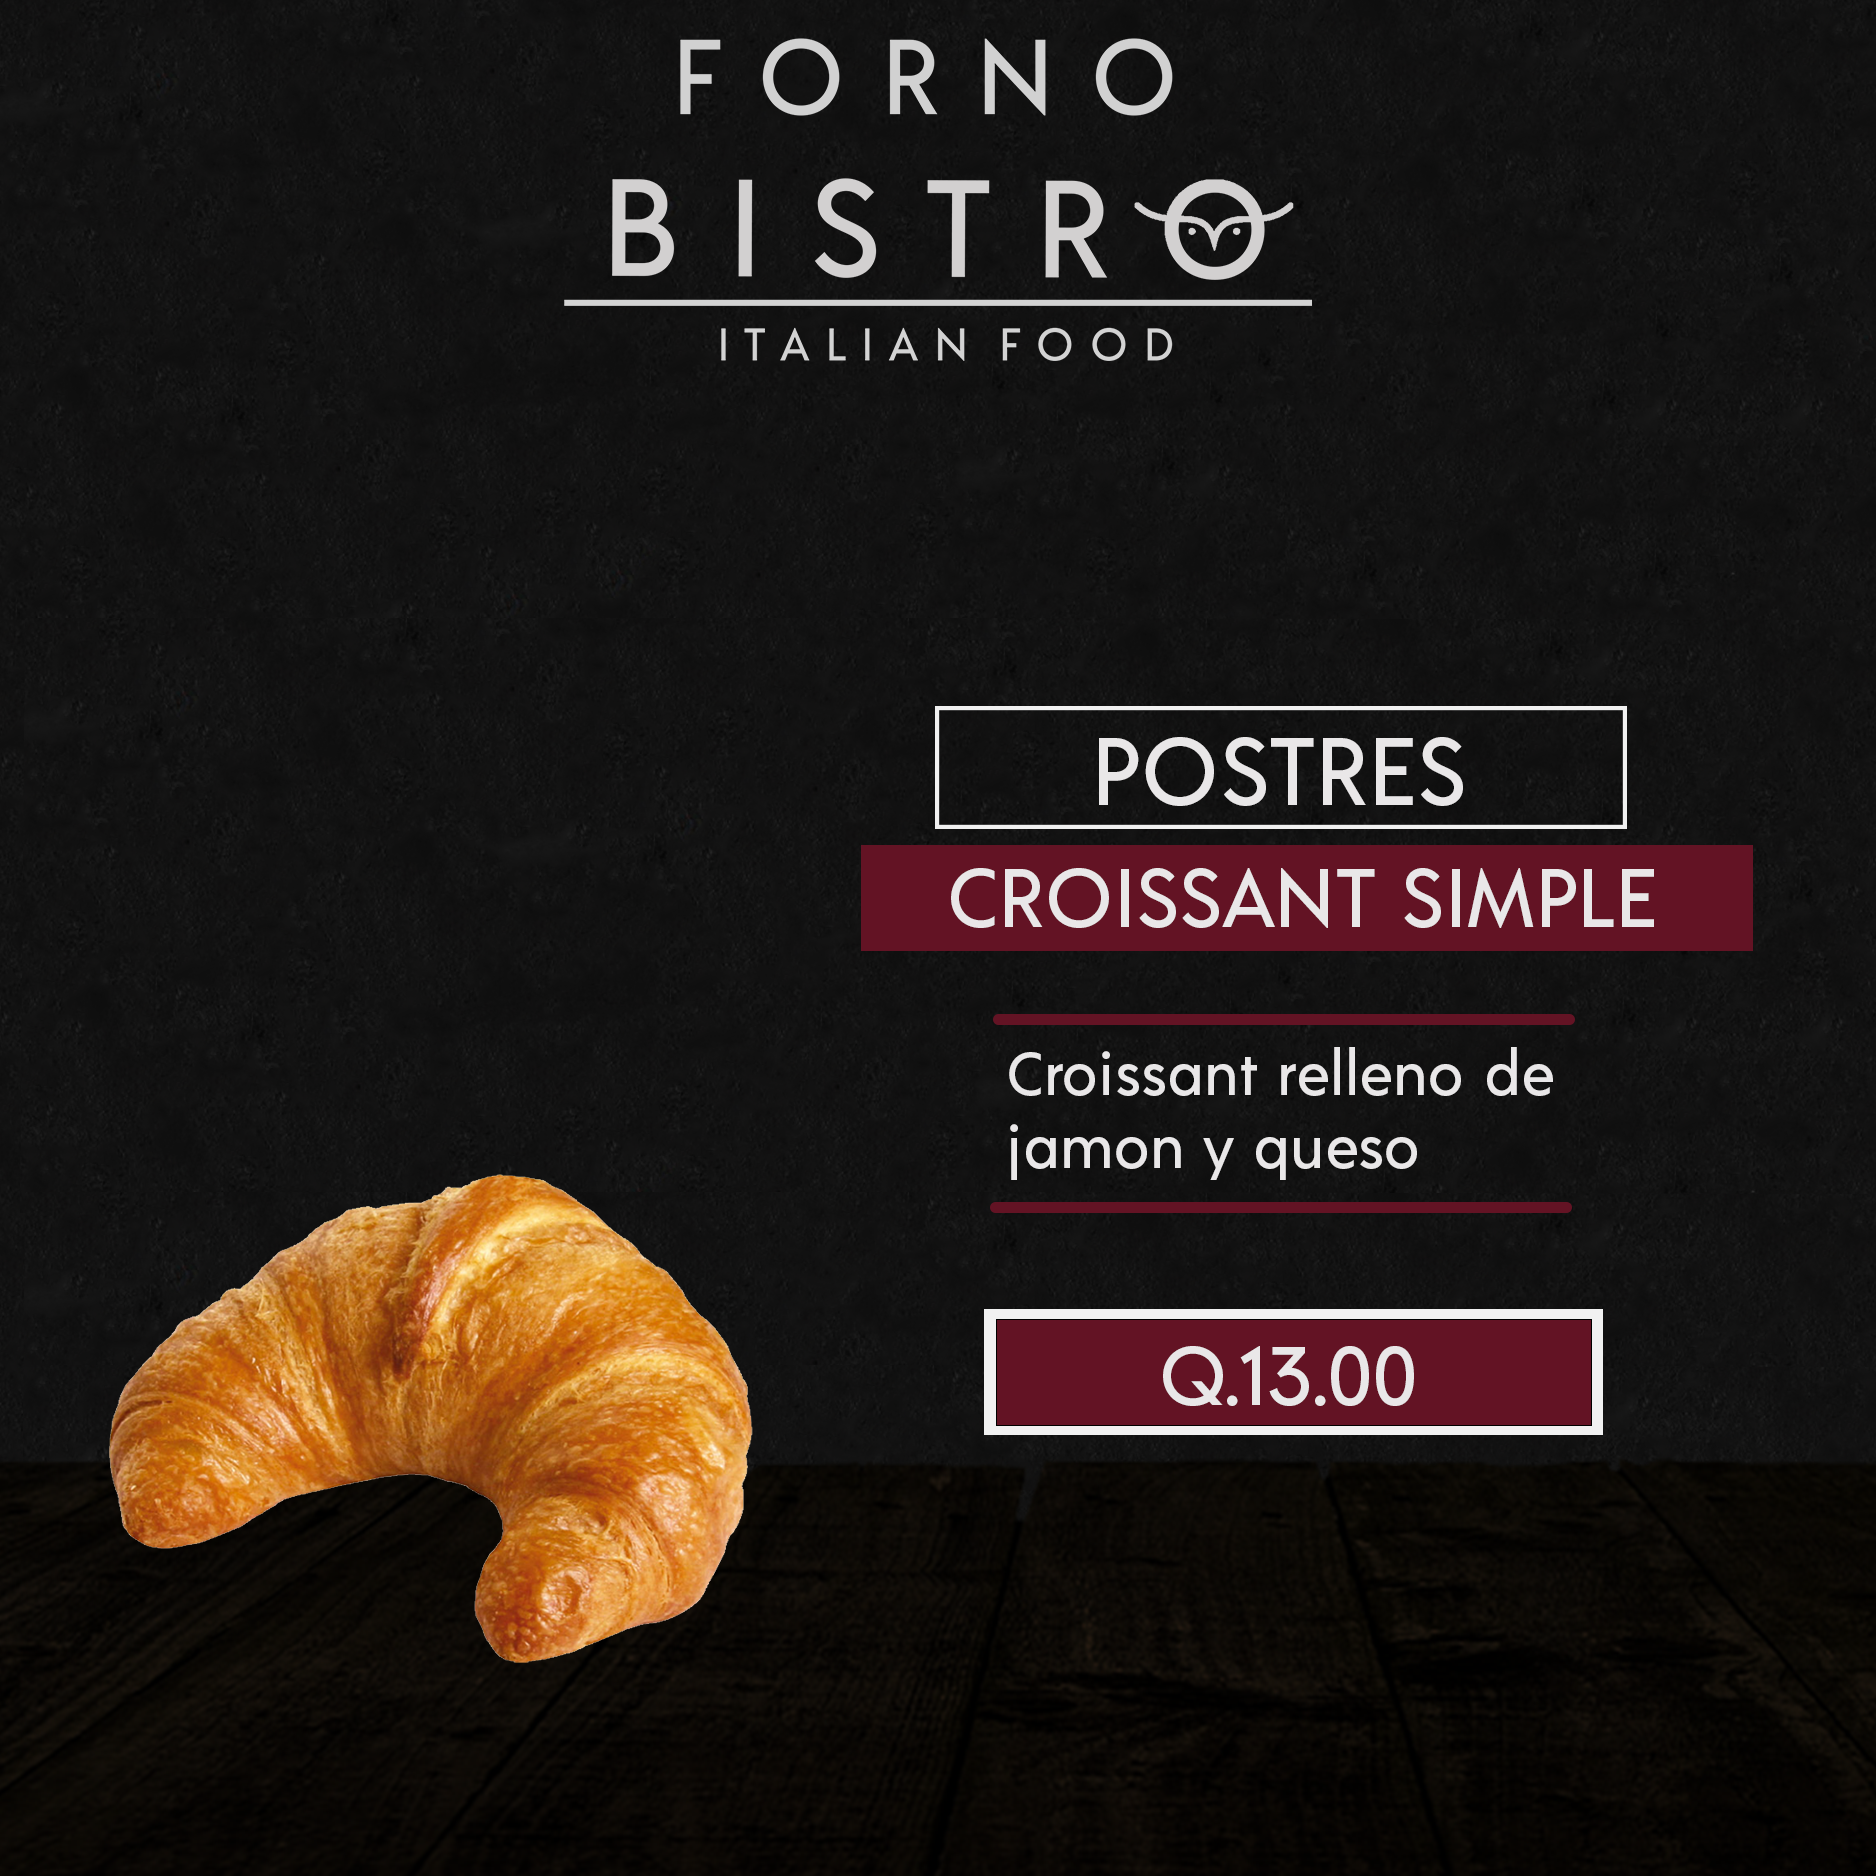 FORNO
BISTRO
ITALIAN FOOD
POSTRES
CROISSANT SIMPLE
Croissant relleno de
jamon y queso
Q.13.00